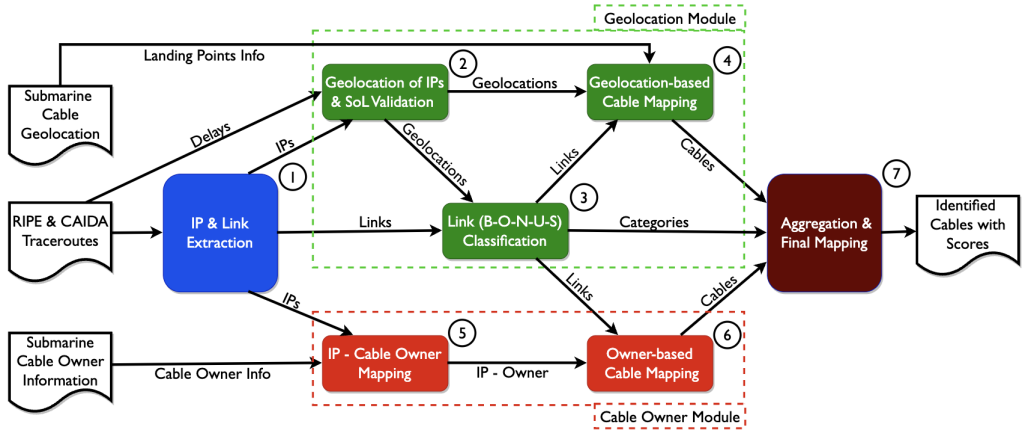 Geolocation Module
Landing Points Info
Submarine
Cable
Geolocation
2
Geolocation of IPs
& SoL Validation
Geolocations
4
Geolocation-based
Cable Mapping
Delays
IPs
Geolocations
Links
Cables
RIPE & CAIDA
Traceroutes
1
IP & Link
Extraction
Links
3
Link (B-O-N-U-S)
Classification
Categories
7
Aggregation &
Final Mapping
Identified
Cables with
Scores
IPs
Links
Cables
Submarine
Cable Owner
Information
Cable Owner Info
5
IP - Cable Owner
Mapping
IP - Owner
6
Owner-based
Cable Mapping
Cable Owner Module